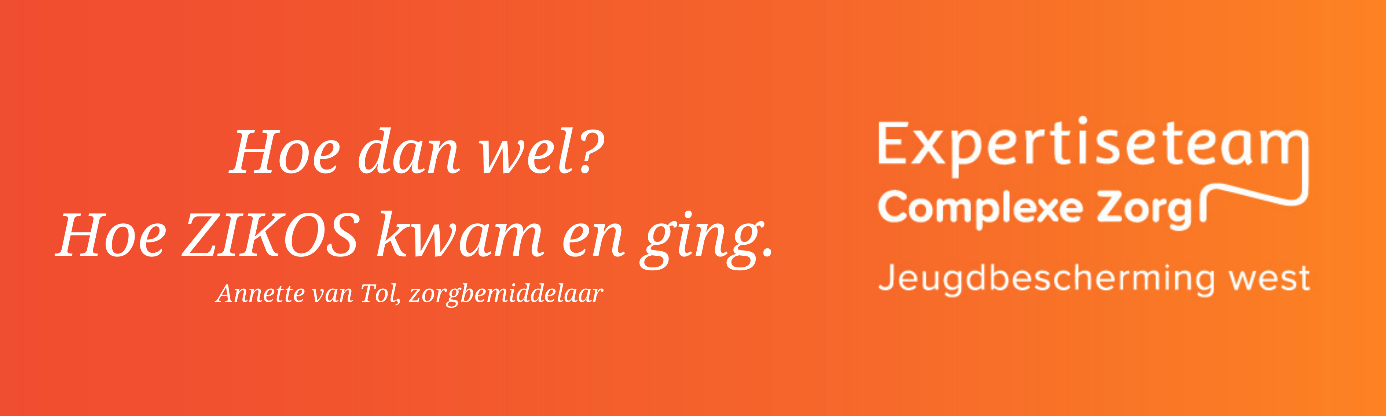 Hoe dan wel?
Hoe ZIKOS kwam en ging.
Annette van Tol, zorgbemiddelaar
Expertiseteam
Complexe Zorg
Jeugdbescherming west